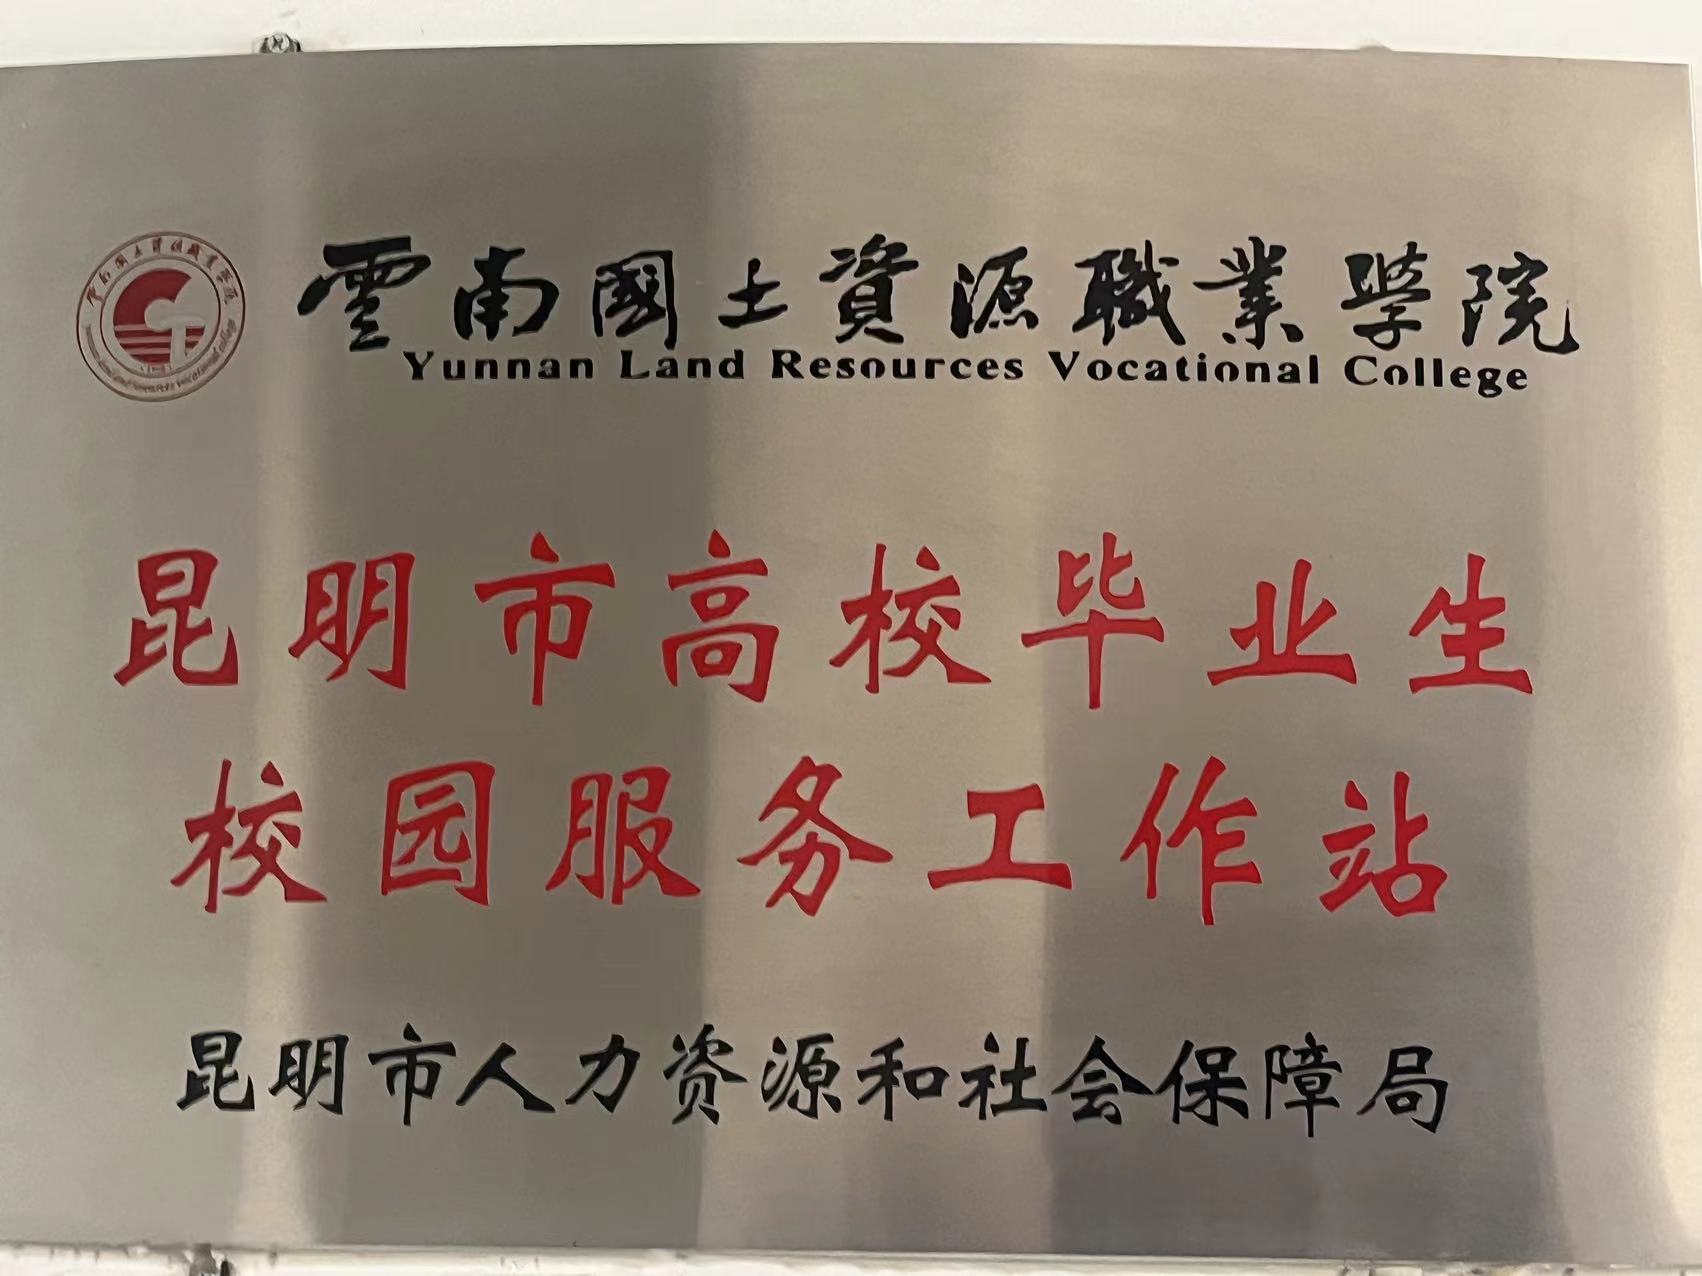 雲南國土資源職業學院
Yunnan Land Resources Vocational College
昆明市高校毕业生
校园服务工作站
昆明市人力资源和社会保障局